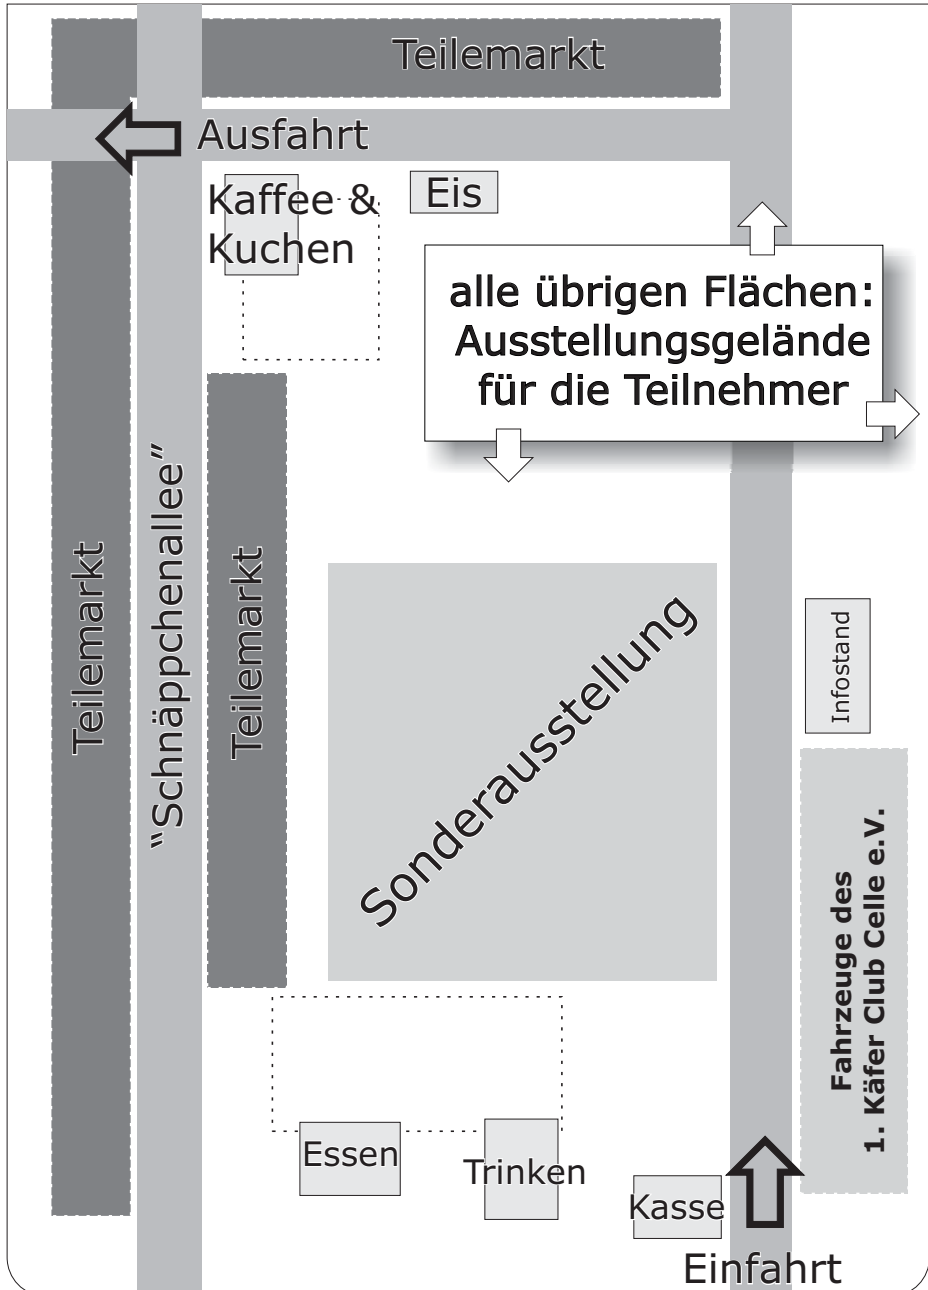 Teilemarkt
Ausfahrt
Kaffee &
Kuchen
Eis
alle übrigen Flächen:
Ausstellungsgelände
für die Teilnehmer
Teilemarkt
"Schnäppchenallee"
Teilemarkt
Sonderausstellung
Infostand
Fahrzeuge des
1. Käfer Club Celle e.V.
Essen
Trinken
Kasse
Einfahrt